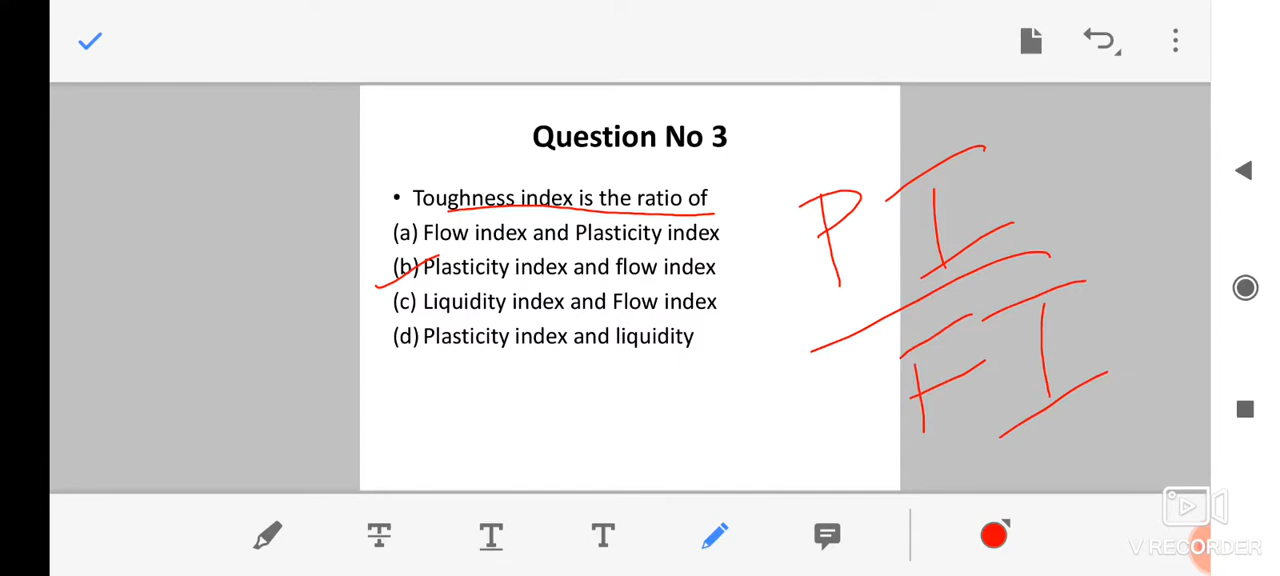 Question No 3
• Toughness index is the ratio of
(a) Flow index and Plasticity index
(b) Plasticity index and flow index
(c) Liquidity index and Flow index
(d) Plasticity index and liquidity
PI
FI
T
T
T
V RECORDER